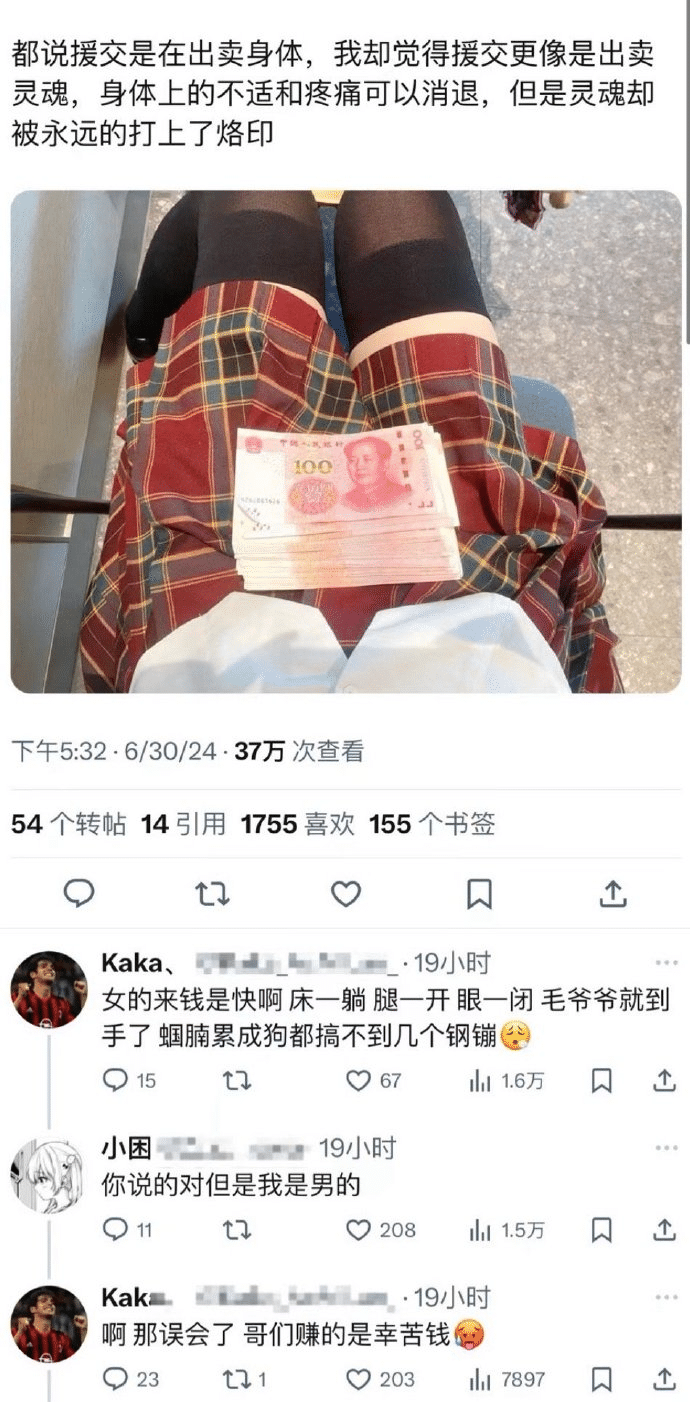 都说援交是在出卖身体，我却觉得援交更像是出卖
灵魂，身体上的不适和疼痛可以消退，但是灵魂却
被永远的打上了烙印
中国人民银行
100
100
下午5:32 · 6/30/24 · 37万 次查看
54 个转帖 14 引用 1755 喜欢 155 个书签
Kaka、 · 19小时
女的来钱是快啊 床一躺 腿一开 眼一闭 毛爷爷就到
手了 蝈腩累成狗都搞不到几个钢镚😮‍💨
15 67 1.6万
小困 19小时
你说的对但是我是男的
11 208 1.5万
Kaka、 · 19小时
啊 那误会了 哥们赚的是幸苦钱🥵
23 1 203 7897